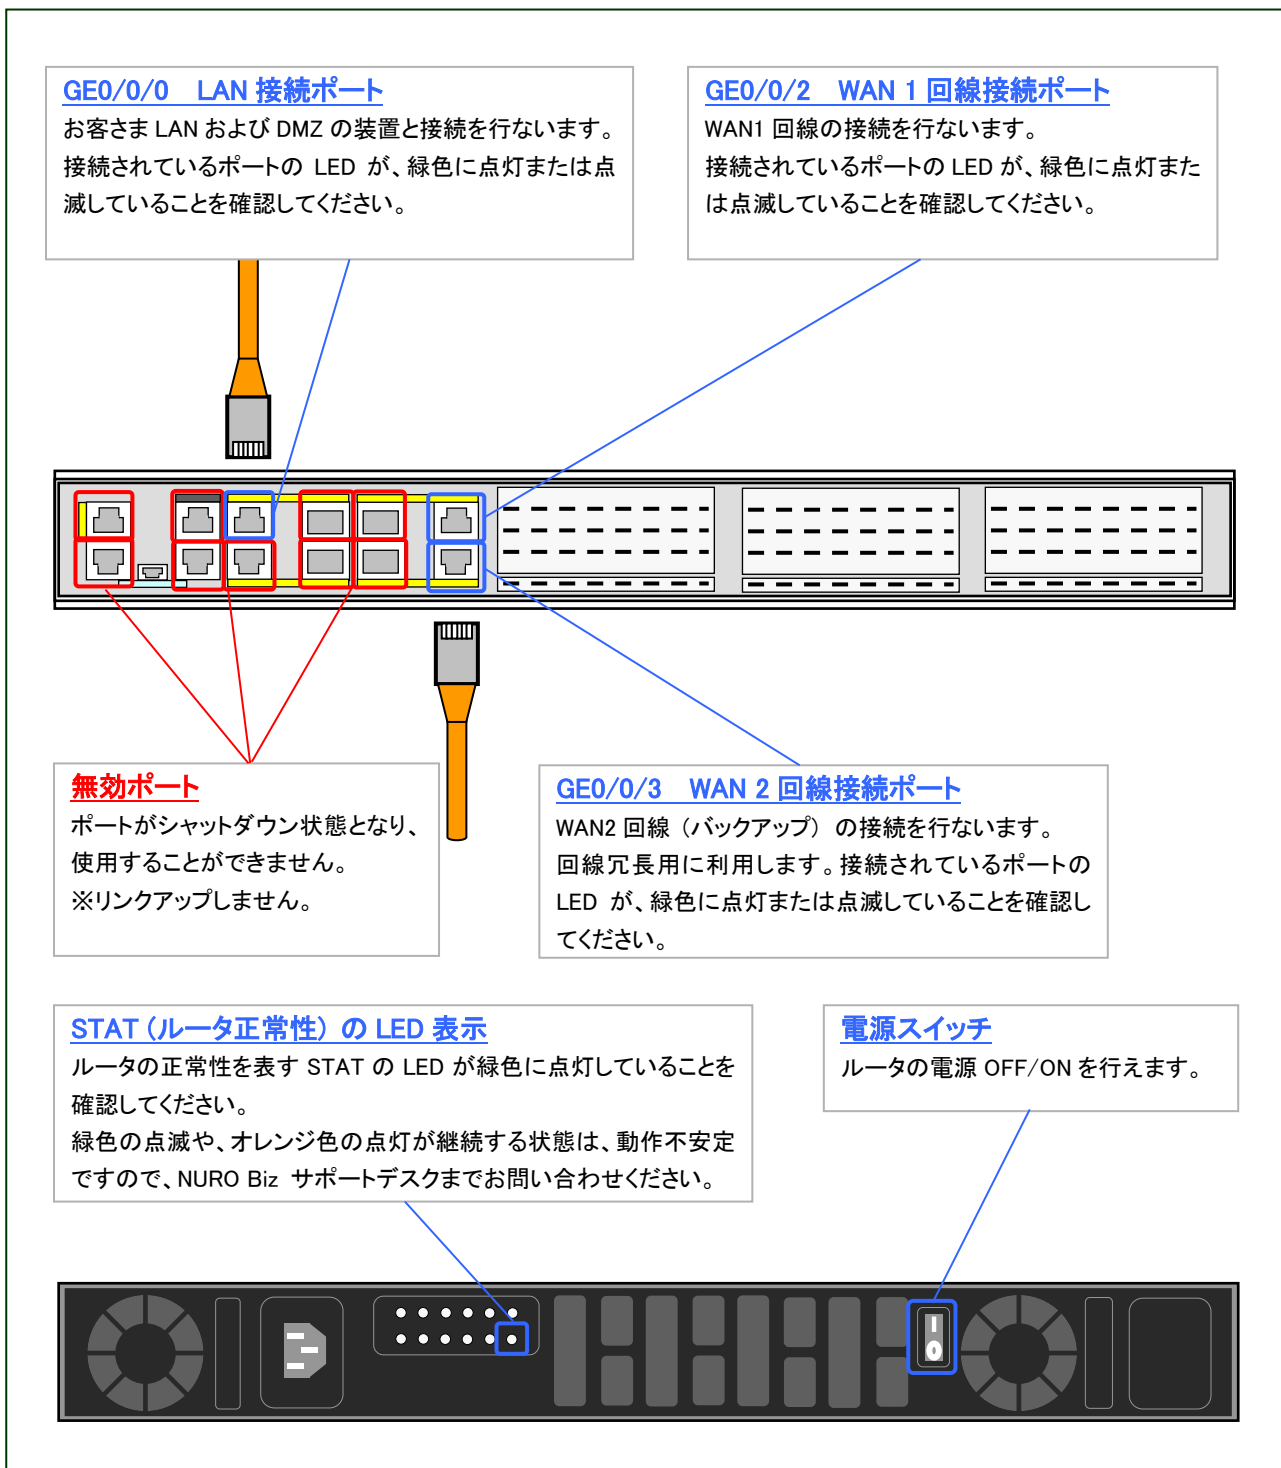 GE0/0/0　LAN 接続ポート
お客さま LAN および DMZ の装置と接続を行ないます。
接続されているポートの LED が、緑色に点灯または点
滅していることを確認してください。
GE0/0/2　WAN 1 回線接続ポート
WAN1 回線の接続を行ないます。
接続されているポートの LED が、緑色に点灯また
は点滅していることを確認してください。
無効ポート
ポートがシャットダウン状態となり、
使用することができません。
※リンクアップしません。
GE0/0/3　WAN 2 回線接続ポート
WAN2 回線（バックアップ）の接続を行ないます。
回線冗長用に利用します。接続されているポートの
LED が、緑色に点灯または点滅していることを確認し
てください。
STAT（ルータ正常性）の LED 表示
ルータの正常性を表す STAT の LED が緑色に点灯していることを
確認してください。
緑色の点滅や、オレンジ色の点灯が継続する状態は、動作不安定
ですので、NURO Biz サポートデスクまでお問い合わせください。
電源スイッチ
ルータの電源 OFF/ON を行えます。